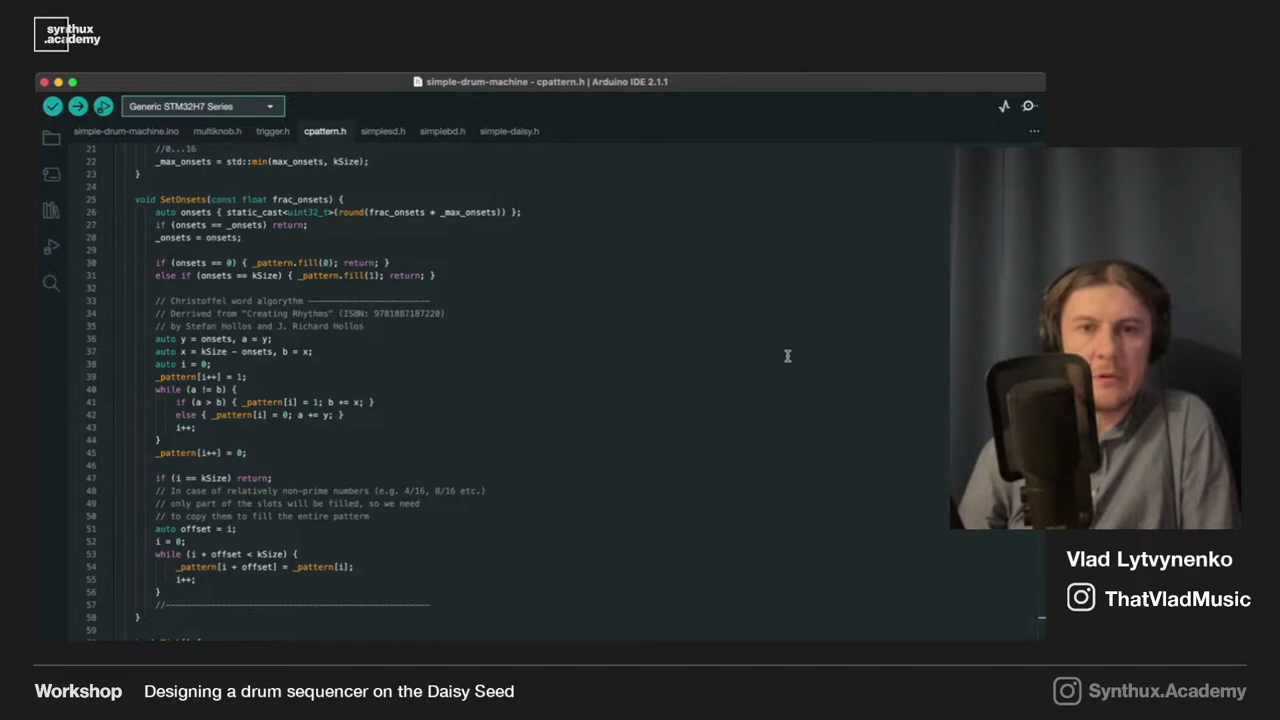 synthux
.academy
simple-drum-machine - cpattern.h | Arduino IDE 2.1.1
Generic STM32H7 Series
simple-drum-machine.ino multiknob.h trigger.h cpattern.h simplesd.h simplebd.h simple-daisy.h
21 //0...16
22 _max_onsets = std::min(max_onsets, kSize);
23 }
24
25 void SetOnsets(const float frac_onsets) {
26 auto onsets { static_cast<uint32_t>(round(frac_onsets * _max_onsets)) };
27 if (onsets == _onsets) return;
28 _onsets = onsets;
29
30 if (onsets == 0) { _pattern.fill(0); return; }
31 else if (onsets == kSize) { _pattern.fill(1); return; }
32
33 // Christoffel word algorythm ————————————————
34 // Derrived from "Creating Rhythms" (ISBN: 9781887187220)
35 // by Stefan Hollos and J. Richard Hollos
36 auto y = onsets, a = y;
37 auto x = kSize - onsets, b = x;
38 auto i = 0;
39 _pattern[i++] = 1;
40 while (a != b) {
41 if (a > b) { _pattern[i] = 1; b += x; }
42 else { _pattern[i] = 0; a += y; }
43 i++;
44 }
45 _pattern[i++] = 0;
46
47 if (i == kSize) return;
48 // In case of relatively non-prime numbers (e.g. 4/16, 8/16 etc.)
49 // only part of the slots will be filled, so we need
50 // to copy them to fill the entire patterm
51 auto offset = i;
52 i = 0;
53 while (i + offset < kSize) {
54 _pattern[i + offset] = _pattern[i];
55 i++;
56 }
57 //————————————————————————————————
58 }
59
Vlad Lytvynenko
ThatVladMusic
Workshop Designing a drum sequencer on the Daisy Seed
Synthux.Academy